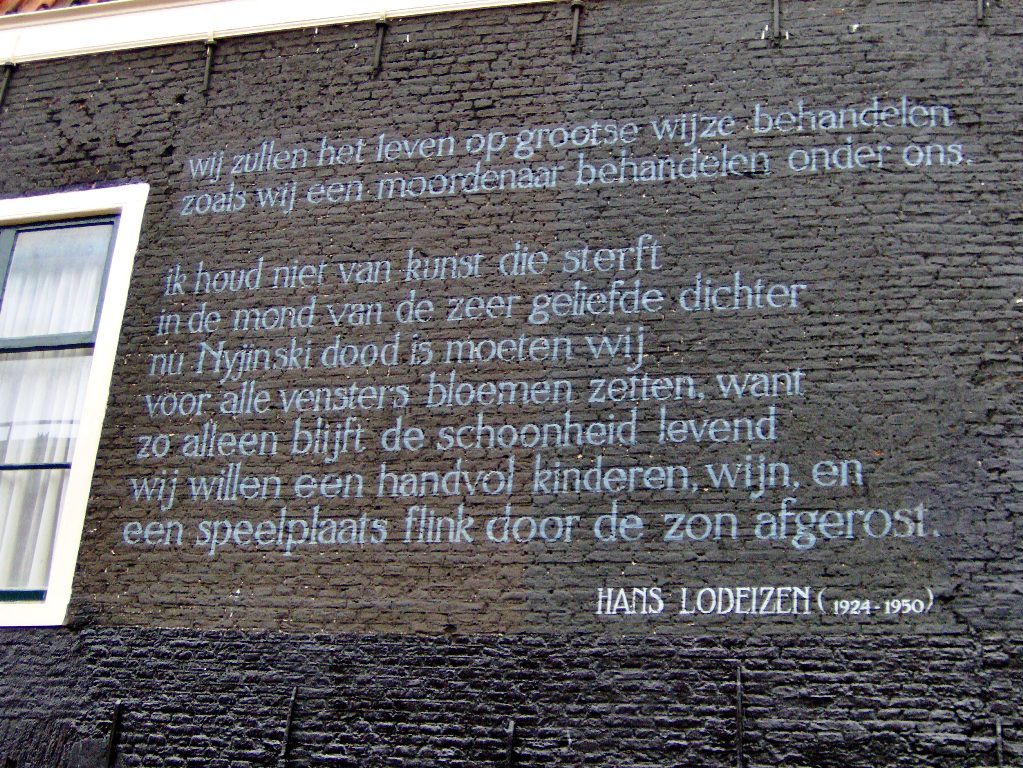 wij zullen het leven op grootse wijze behandelen
zoals wij een moordenaar behandelen onder ons.
ik houd niet van kunst die sterft
in de mond van de zeer geliefde dichter
nu Nyjinski dood is moeten wij
voor alle vensters bloemen zetten, want
zo alleen blijft de schoonheid levend
wij willen een handvol kinderen, wijn, en
een speelplaats flink door de zon afgerost.
HANS LODEIZEN (1924-1950)